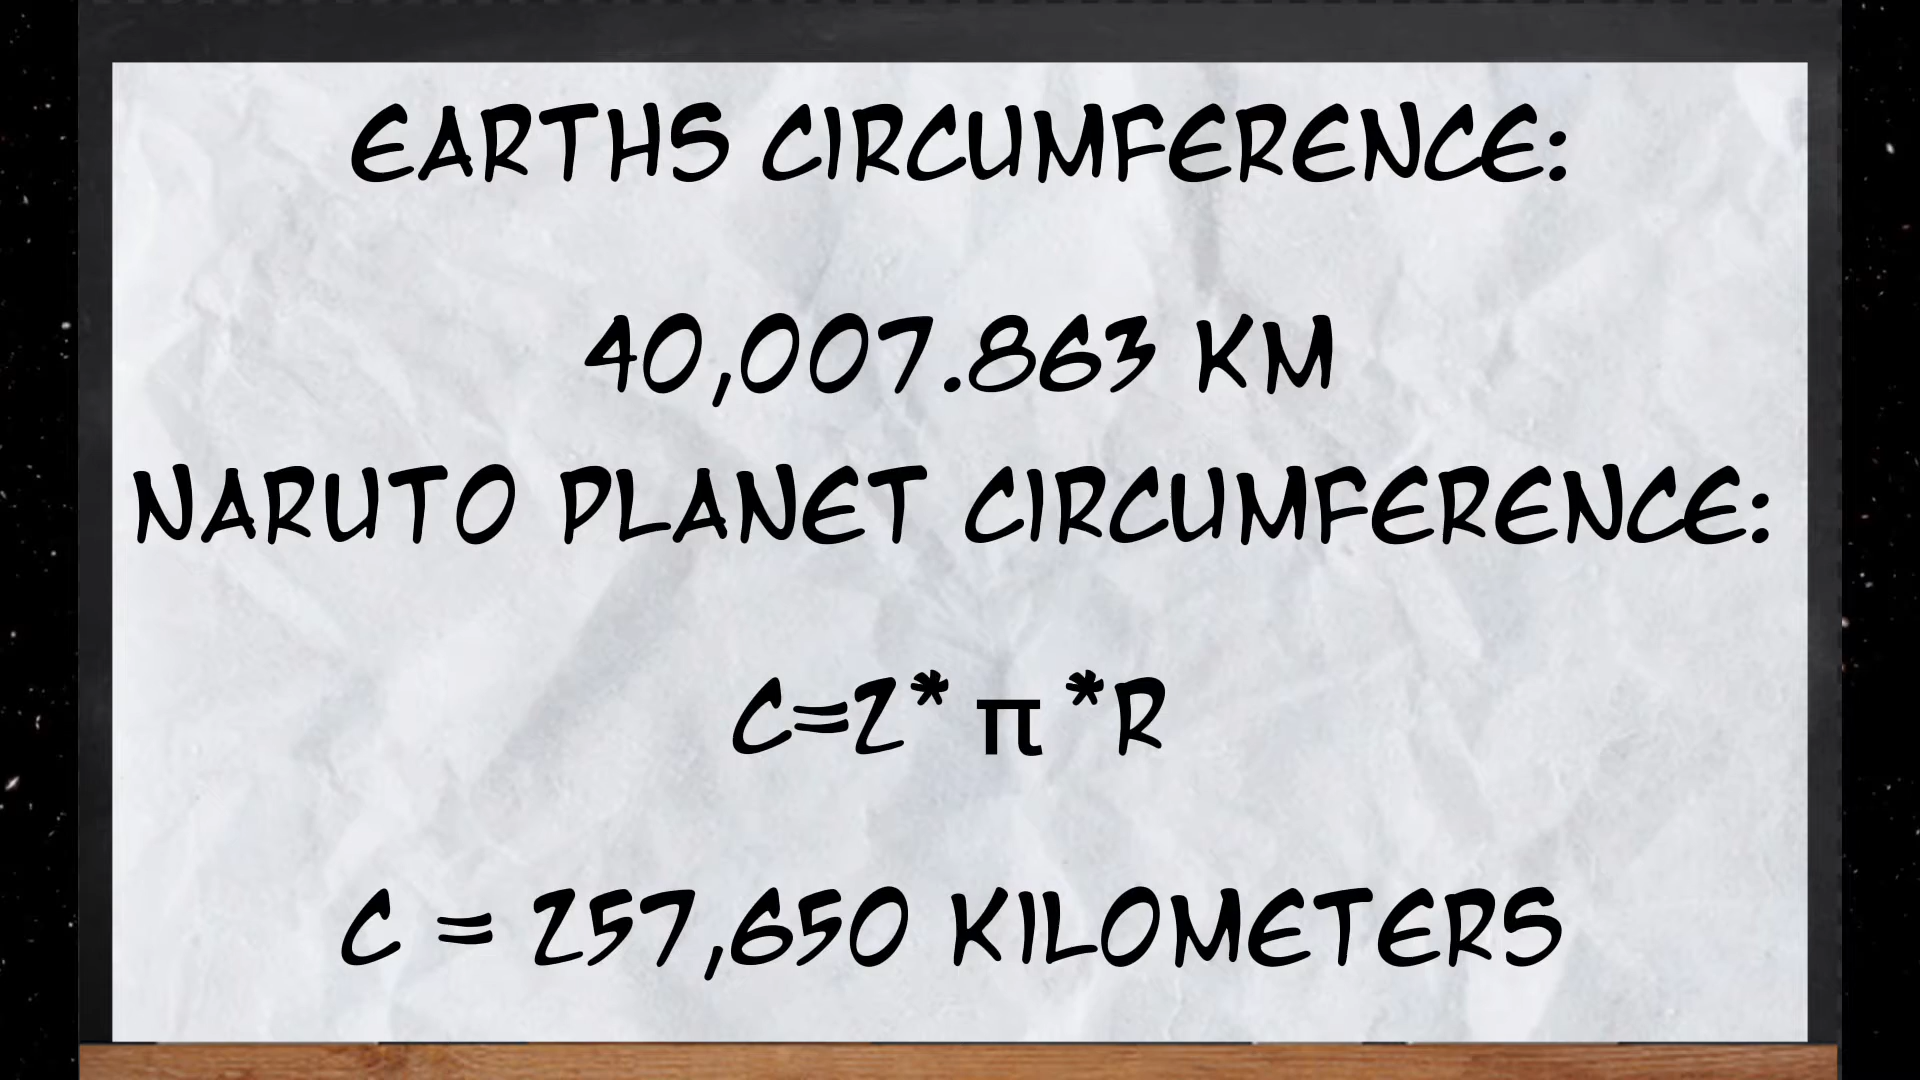 EARTHS CIRCUMFERENCE:
40,007.863 KM
NARUTO PLANET CIRCUMFERENCE:
C=2* π *R
C = 257,650 KILOMETERS